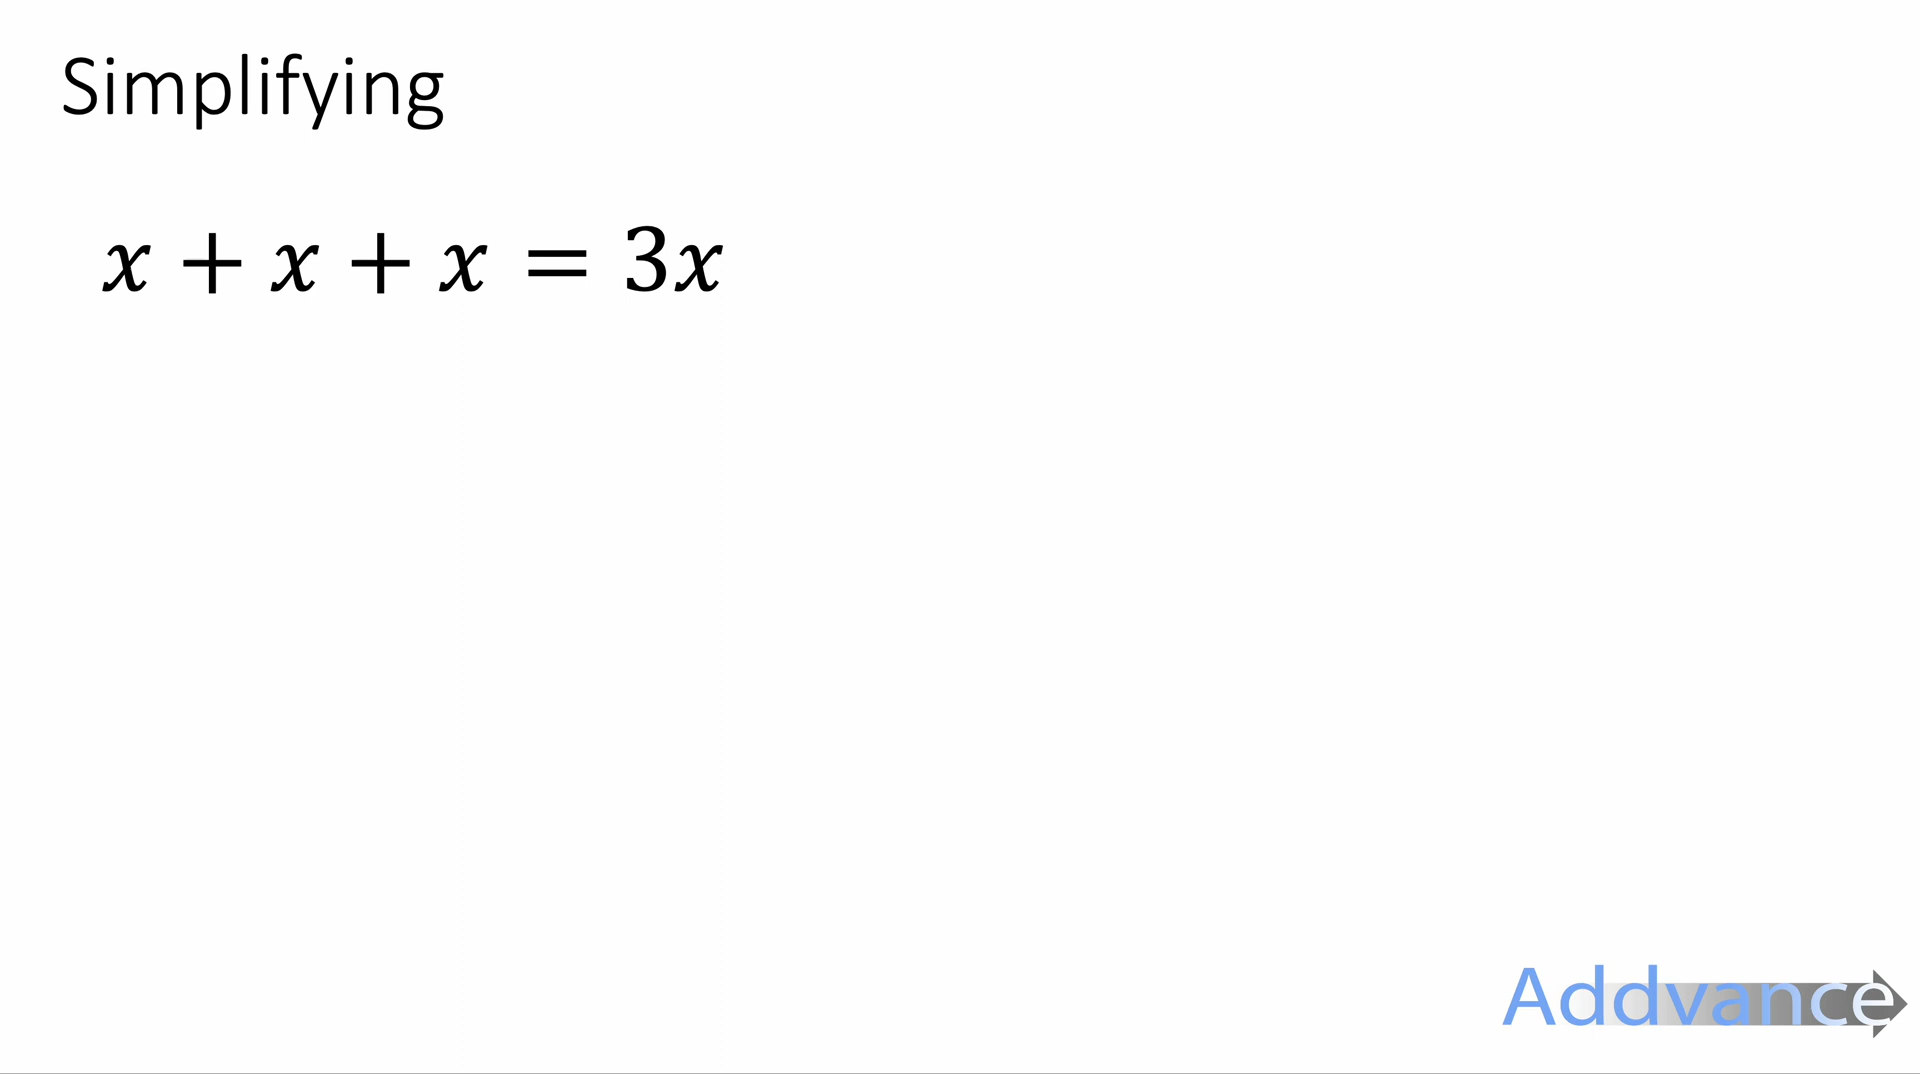 Simplifying
x + x + x = 3x
Addvance